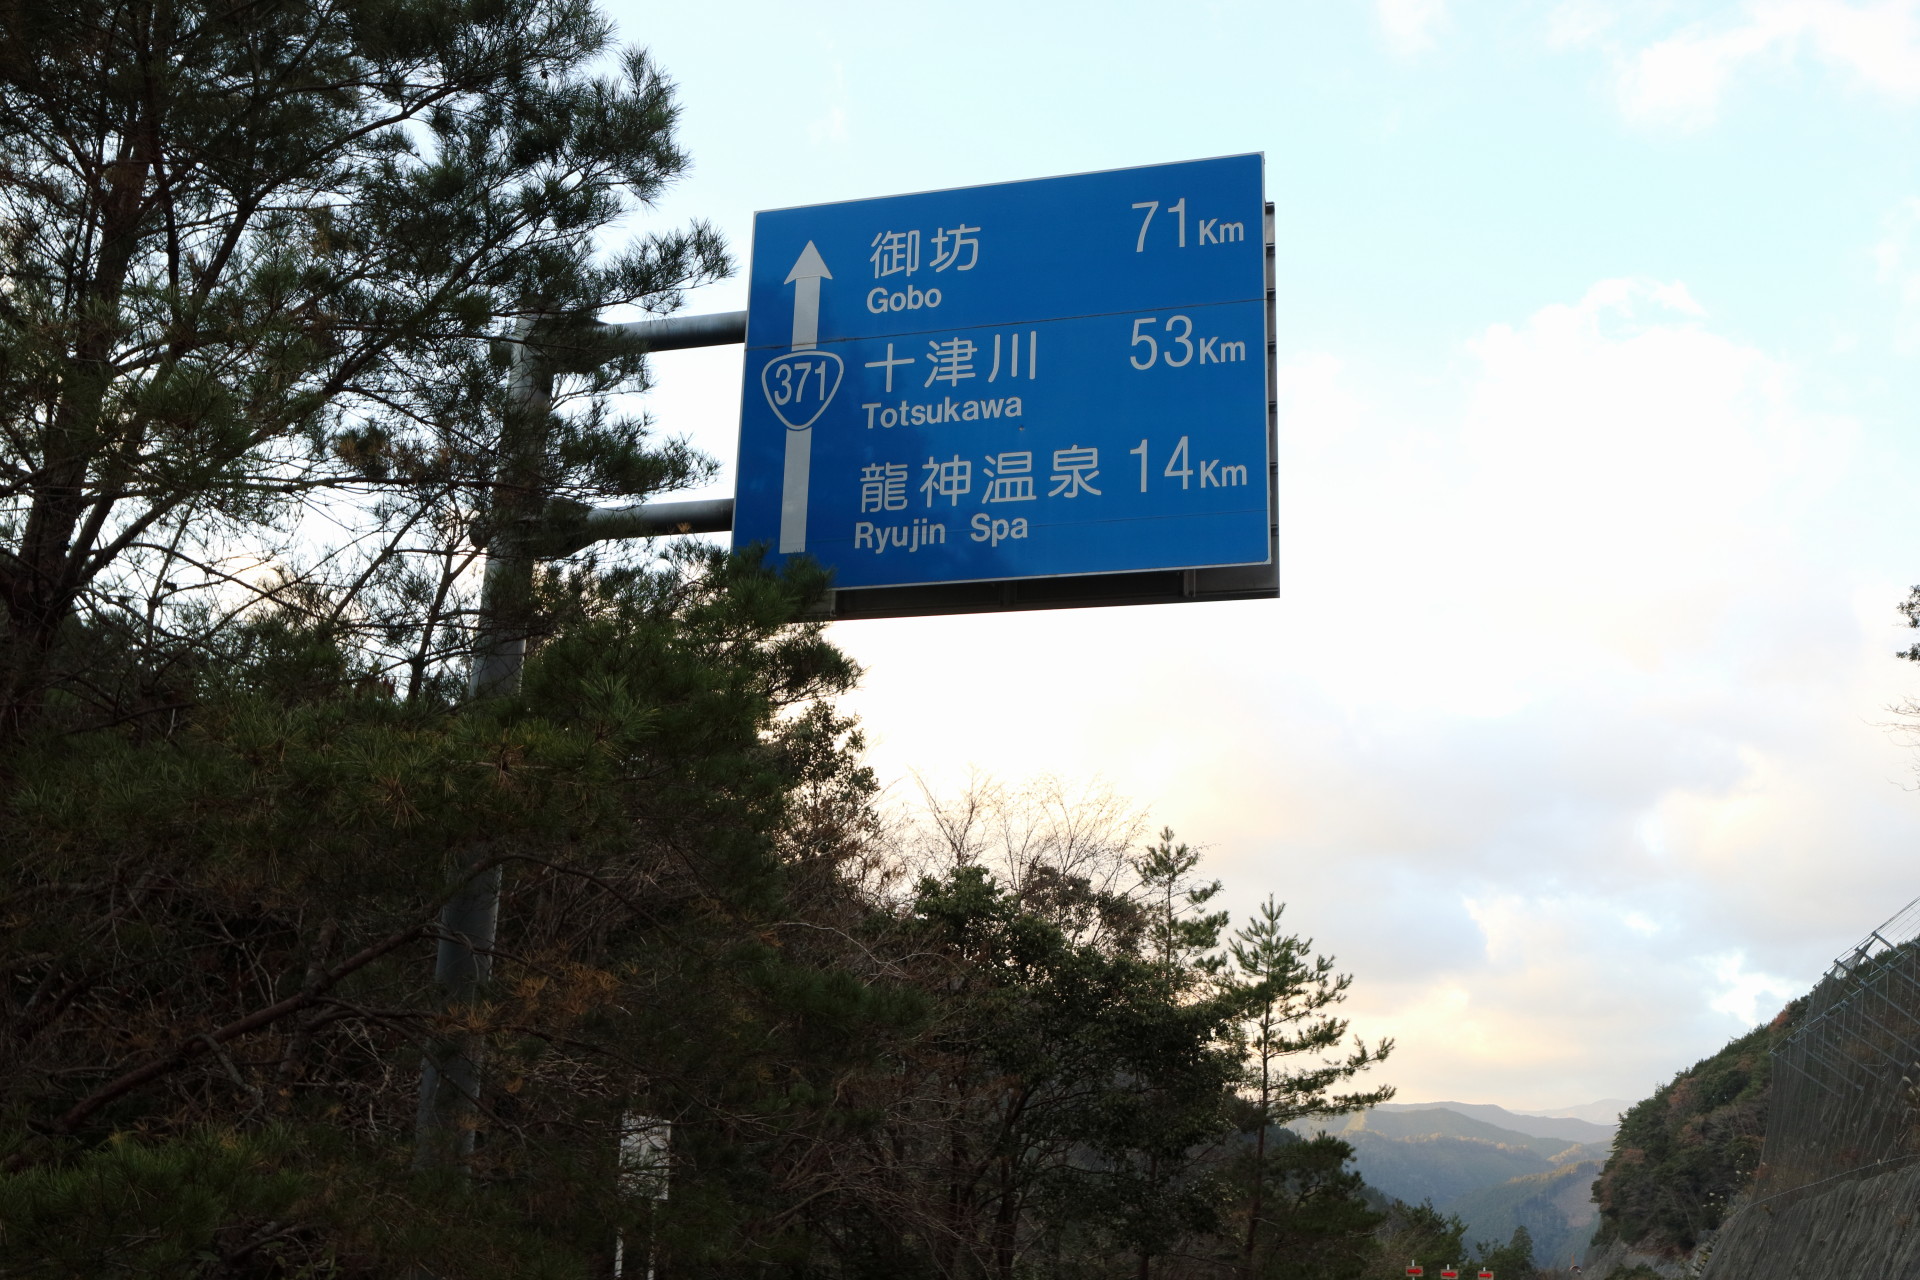 御坊 71Km
Gobo
371
十津川 53Km
Totsukawa
龍神温泉 14Km
Ryujin Spa